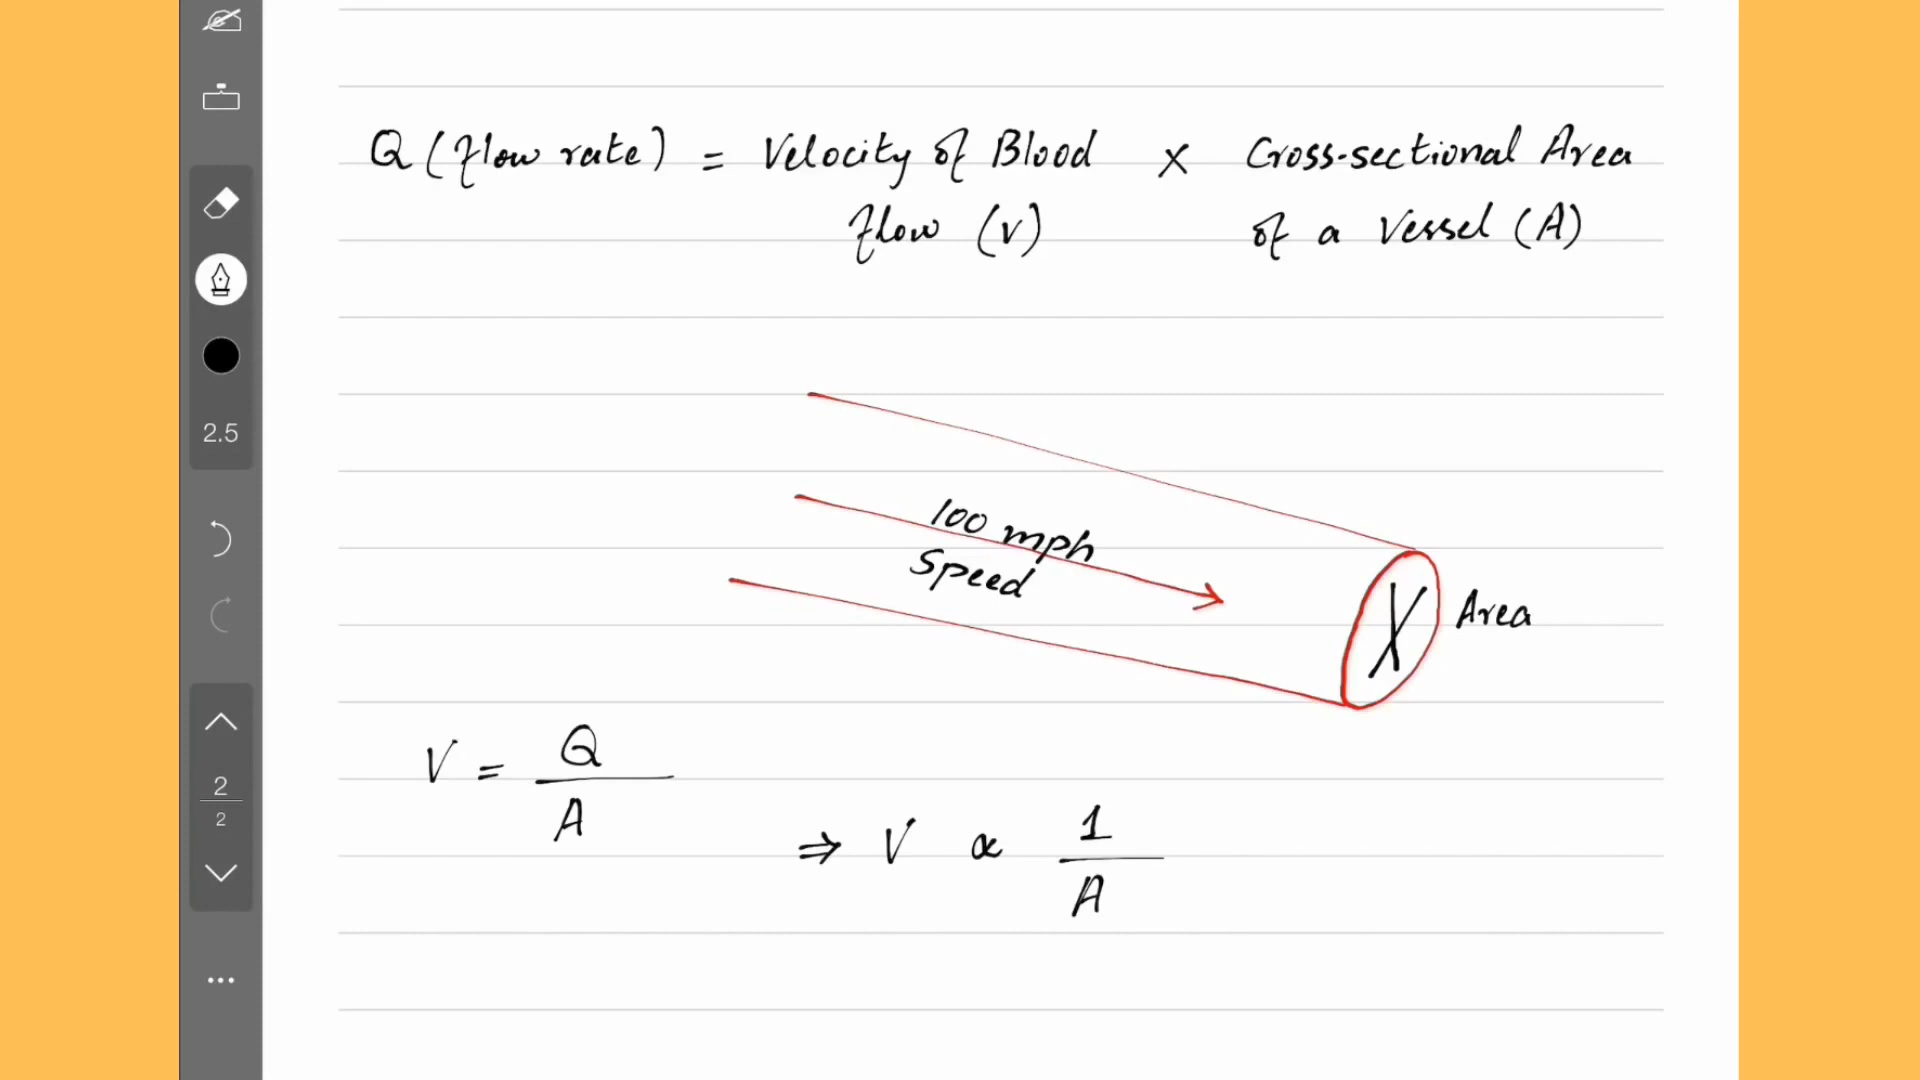 Q (flow rate) = Velocity of Blood × Cross-sectional Area
flow (v) of a Vessel (A)
2.5
100 mph
Speed
X Area
V = Q / A
⇒ V ∝ 1 / A
2
2